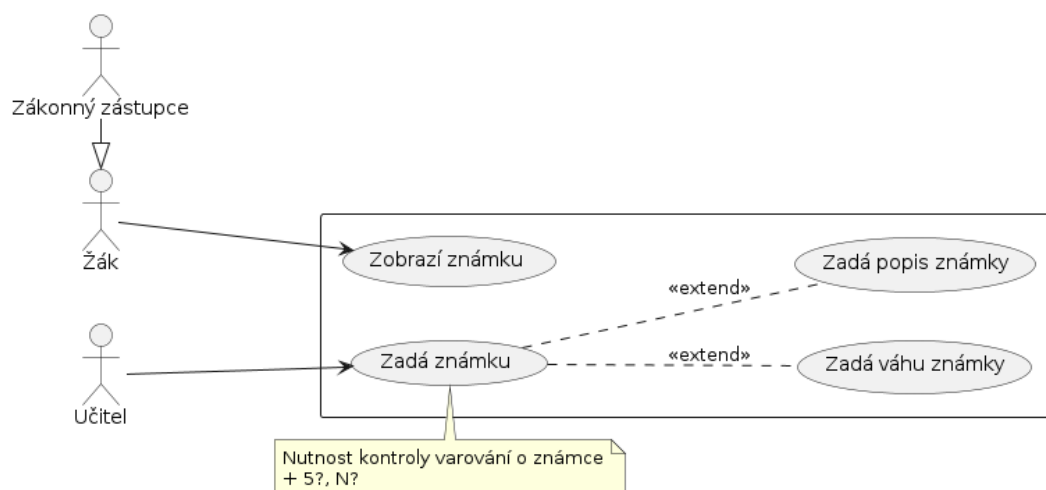 Zákonný zástupce
Žák
Zobrazí známku
Zadá popis známky
«extend»
Učitel
Zadá známku
«extend»
Zadá váhu známky
Nutnost kontroly varování o známce
+ 5?, N?